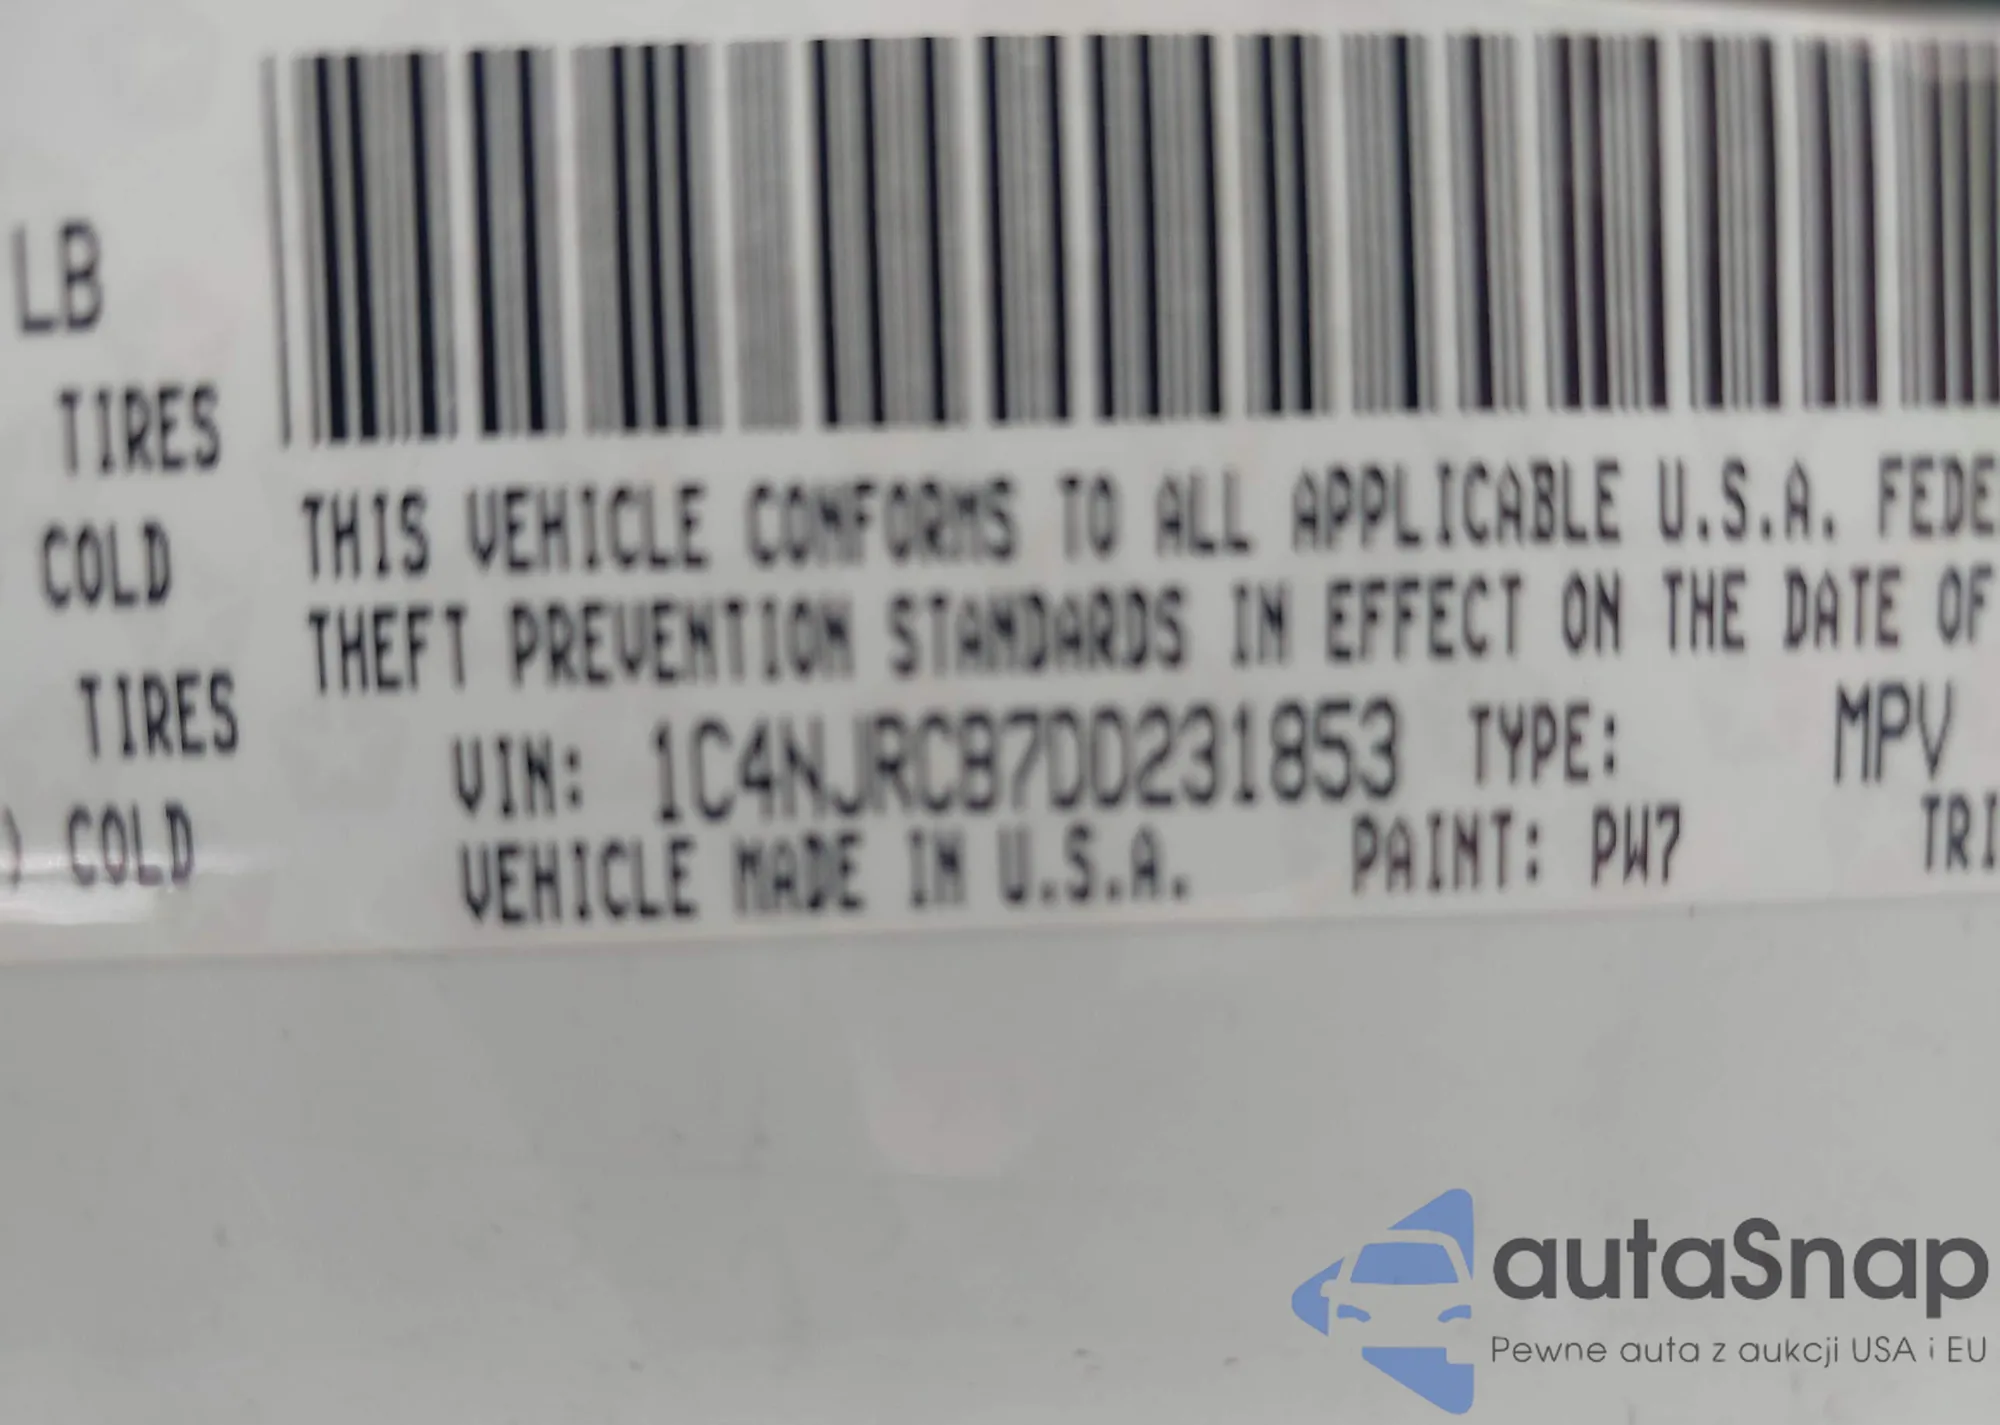 LB
TIRES
COLD
TIRES
) COLD
THIS VEHICLE CONFORMS TO ALL APPLICABLE U.S.A. FEDE
THEFT PREVENTION STANDARDS IN EFFECT ON THE DATE OF
VIN: 1C4NJRCB7DD231853 TYPE: MPV
VEHICLE MADE IN U.S.A. PAINT: PW7 TRI
autaSnap
Pewne auta z aukcji USA i EU